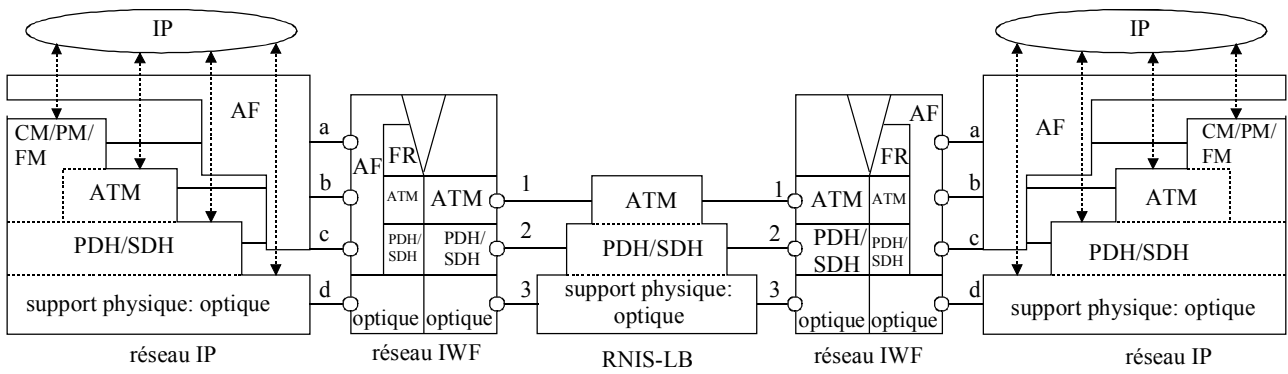 IP
IP
AF
CM/PM/
FM
ATM
PDH/SDH
support physique: optique
réseau IP
a
b
c
d
AF
FR
ATM
ATM
PDH/
SDH
PDH/
SDH
optique
optique
réseau IWF
1
2
3
ATM
PDH/SDH
support physique:
optique
RNIS-LB
1
2
3
AF
FR
ATM
ATM
PDH/
SDH
PDH/
SDH
optique
optique
réseau IWF
a
b
c
d
AF
CM/PM/
FM
ATM
PDH/SDH
support physique: optique
réseau IP